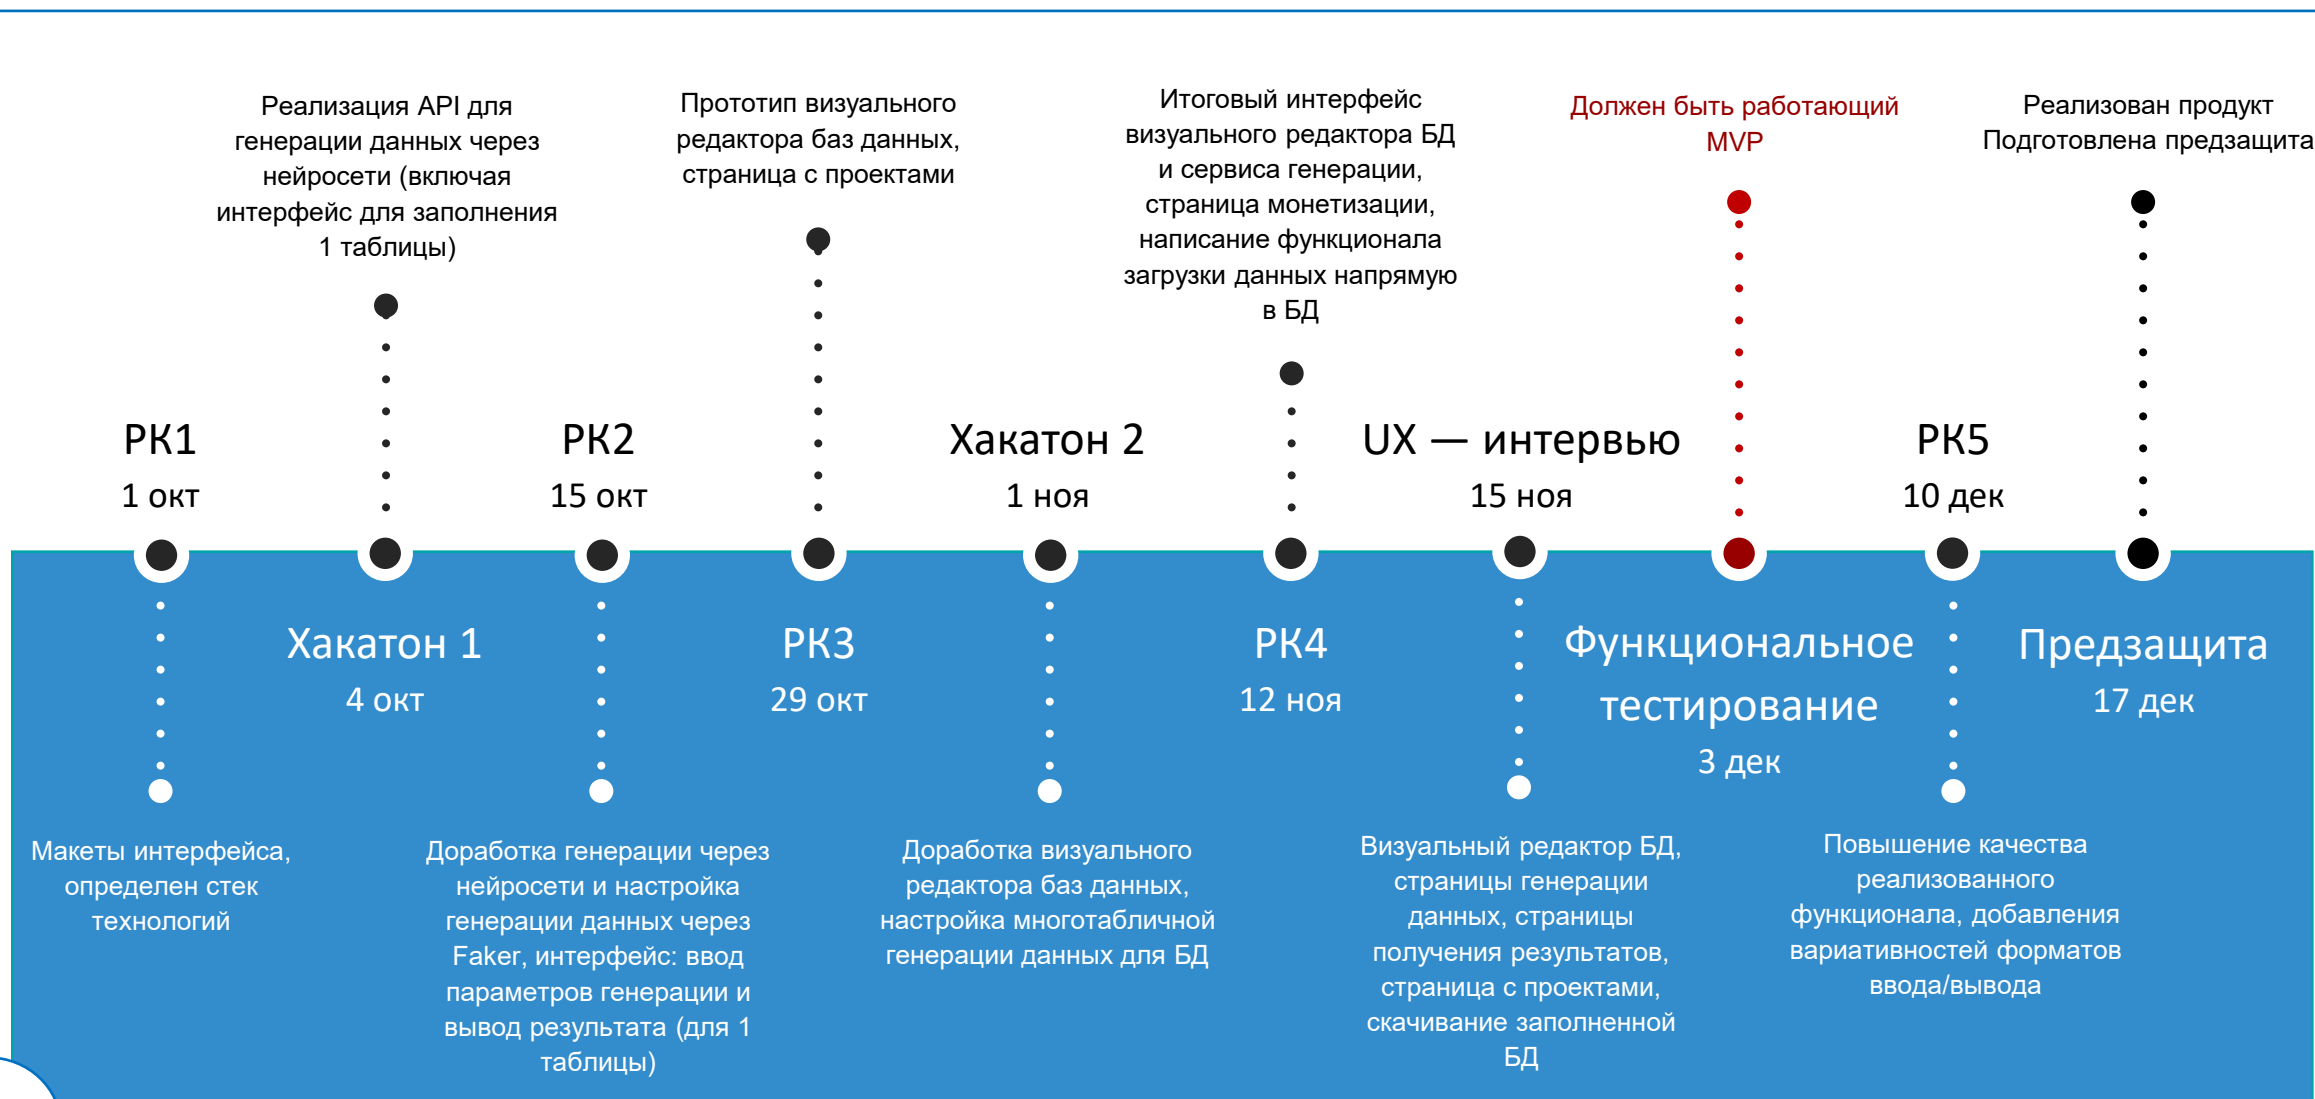 Реализация API для
генерации данных через
нейросети (включая
интерфейс для заполнения
1 таблицы)
Прототип визуального
редактора баз данных,
страница с проектами
Итоговый интерфейс
визуального редактора БД
и сервиса генерации,
страница монетизации,
написание функционала
загрузки данных напрямую
в БД
Должен быть работающий
MVP
Реализован продукт
Подготовлена предзащита
РК1
1 окт
РК2
15 окт
Хакатон 2
1 ноя
UX — интервью
15 ноя
РК5
10 дек
Хакатон 1
4 окт
РК3
29 окт
РК4
12 ноя
Функциональное
тестирование
3 дек
Предзащита
17 дек
Макеты интерфейса,
определен стек
технологий
Доработка генерации через
нейросети и настройка
генерации данных через
Faker, интерфейс: ввод
параметров генерации и
вывод результата (для 1
таблицы)
Доработка визуального
редактора баз данных,
настройка многотабличной
генерации данных для БД
Визуальный редактор БД,
страницы генерации
данных, страницы
получения результатов,
страница с проектами,
скачивание заполненной
БД
Повышение качества
реализованного
функционала, добавления
вариативностей форматов
ввода/вывода